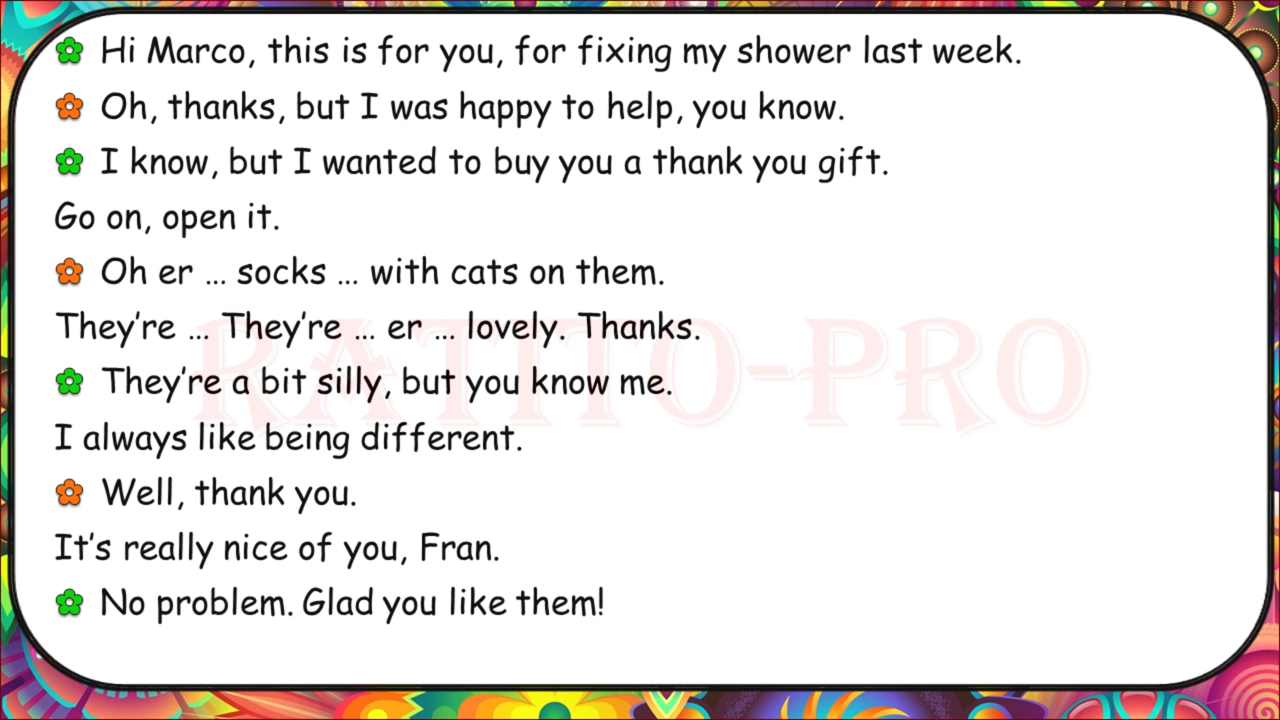 Hi Marco, this is for you, for fixing my shower last week.
Oh, thanks, but I was happy to help, you know.
I know, but I wanted to buy you a thank you gift.
Go on, open it.
Oh er ... socks ... with cats on them.
They're ... They're ... er ... lovely. Thanks.
They're a bit silly, but you know me.
I always like being different.
Well, thank you.
It's really nice of you, Fran.
No problem. Glad you like them!
RATITO-PRO